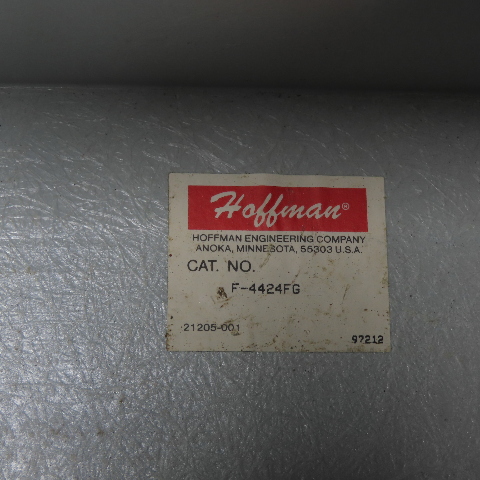 Hoffman®
HOFFMAN ENGINEERING COMPANY
ANOKA, MINNESOTA, 55303 U.S.A.
CAT. NO.
F-4424FG
21205-001
97212